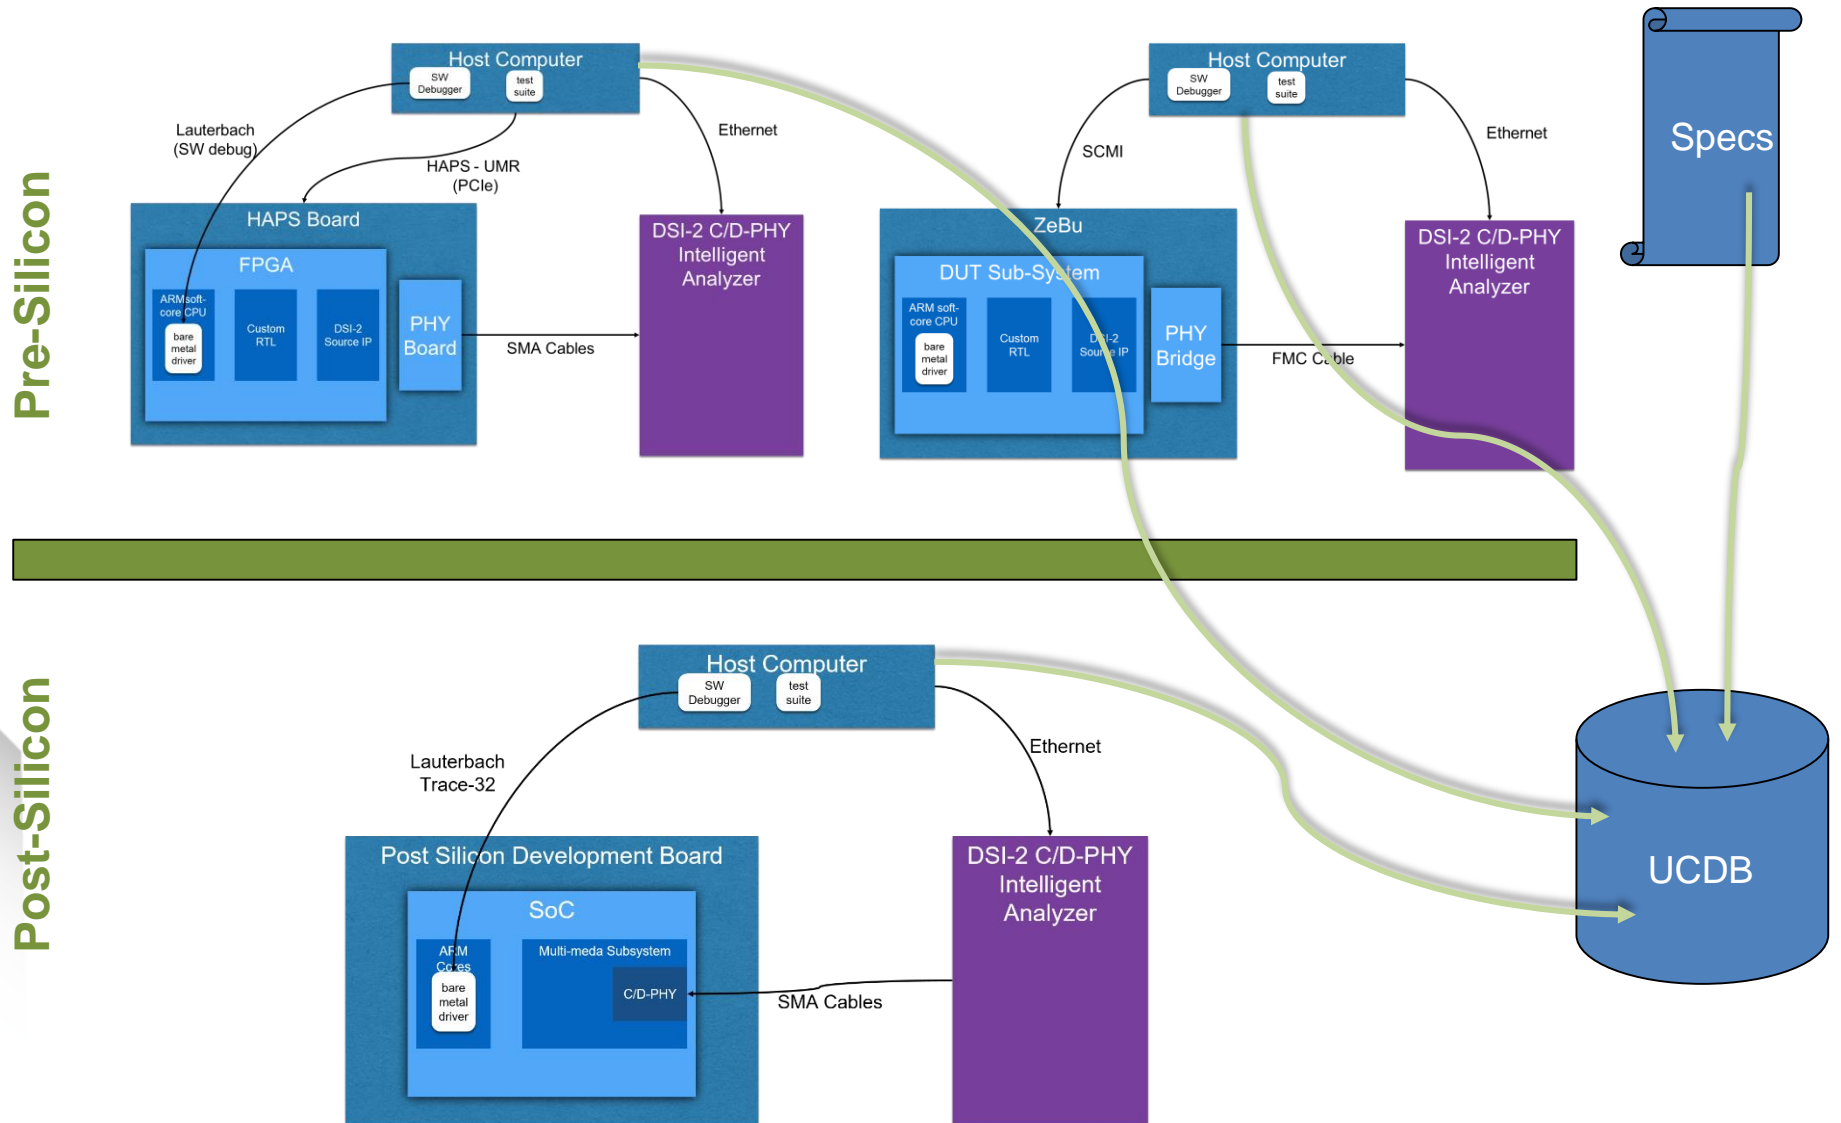 Pre-Silicon
Host Computer
SW
Debugger
test
suite
Lauterbach
(SW debug)
HAPS - UMR
(PCIe)
Ethernet
HAPS Board
FPGA
ARMsoft-
core CPU
bare
metal
driver
Custom
RTL
DSI-2
Source IP
PHY
Board
SMA Cables
DSI-2 C/D-PHY
Intelligent
Analyzer
Host Computer
SW
Debugger
test
suite
SCMI
Ethernet
ZeBu
DUT Sub-System
ARM soft-
core CPU
bare
metal
driver
Custom
RTL
DSI-2
Source IP
PHY
Bridge
FMC Cable
DSI-2 C/D-PHY
Intelligent
Analyzer
Specs
Post-Silicon
Host Computer
SW
Debugger
test
suite
Lauterbach
Trace-32
Ethernet
Post Silicon Development Board
SoC
ARM
Cores
bare
metal
driver
Multi-meda Subsystem
C/D-PHY
SMA Cables
DSI-2 C/D-PHY
Intelligent
Analyzer
UCDB